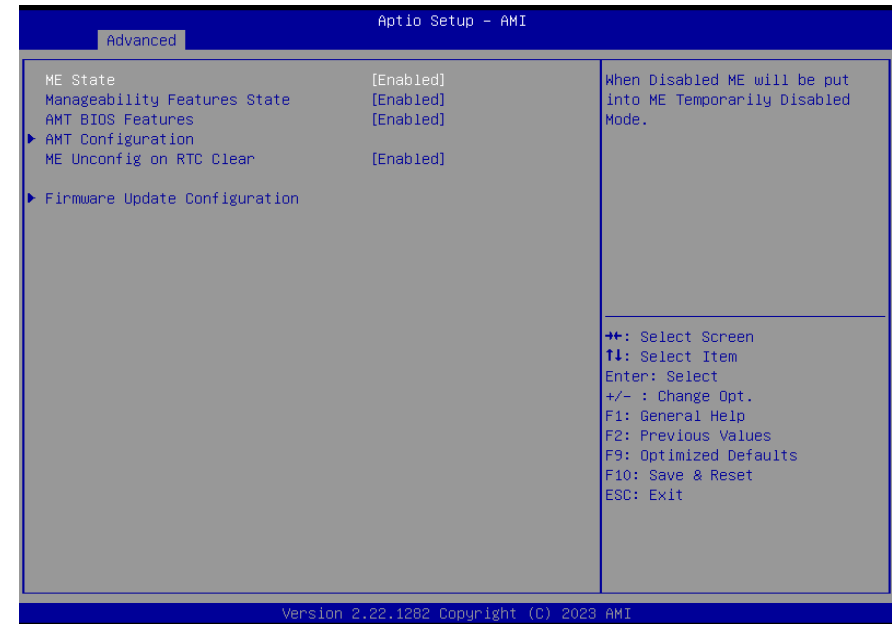 Aptio Setup – AMI
Advanced
ME State [Enabled]
Manageability Features State [Enabled]
AMT BIOS Features [Enabled]
▶ AMT Configuration
ME Unconfig on RTC Clear [Enabled]
▶ Firmware Update Configuration
When Disabled ME will be put
into ME Temporarily Disabled
Mode.
→←: Select Screen
↑↓: Select Item
Enter: Select
+/- : Change Opt.
F1: General Help
F2: Previous Values
F9: Optimized Defaults
F10: Save & Reset
ESC: Exit
Version 2.22.1282 Copyright (C) 2023 AMI